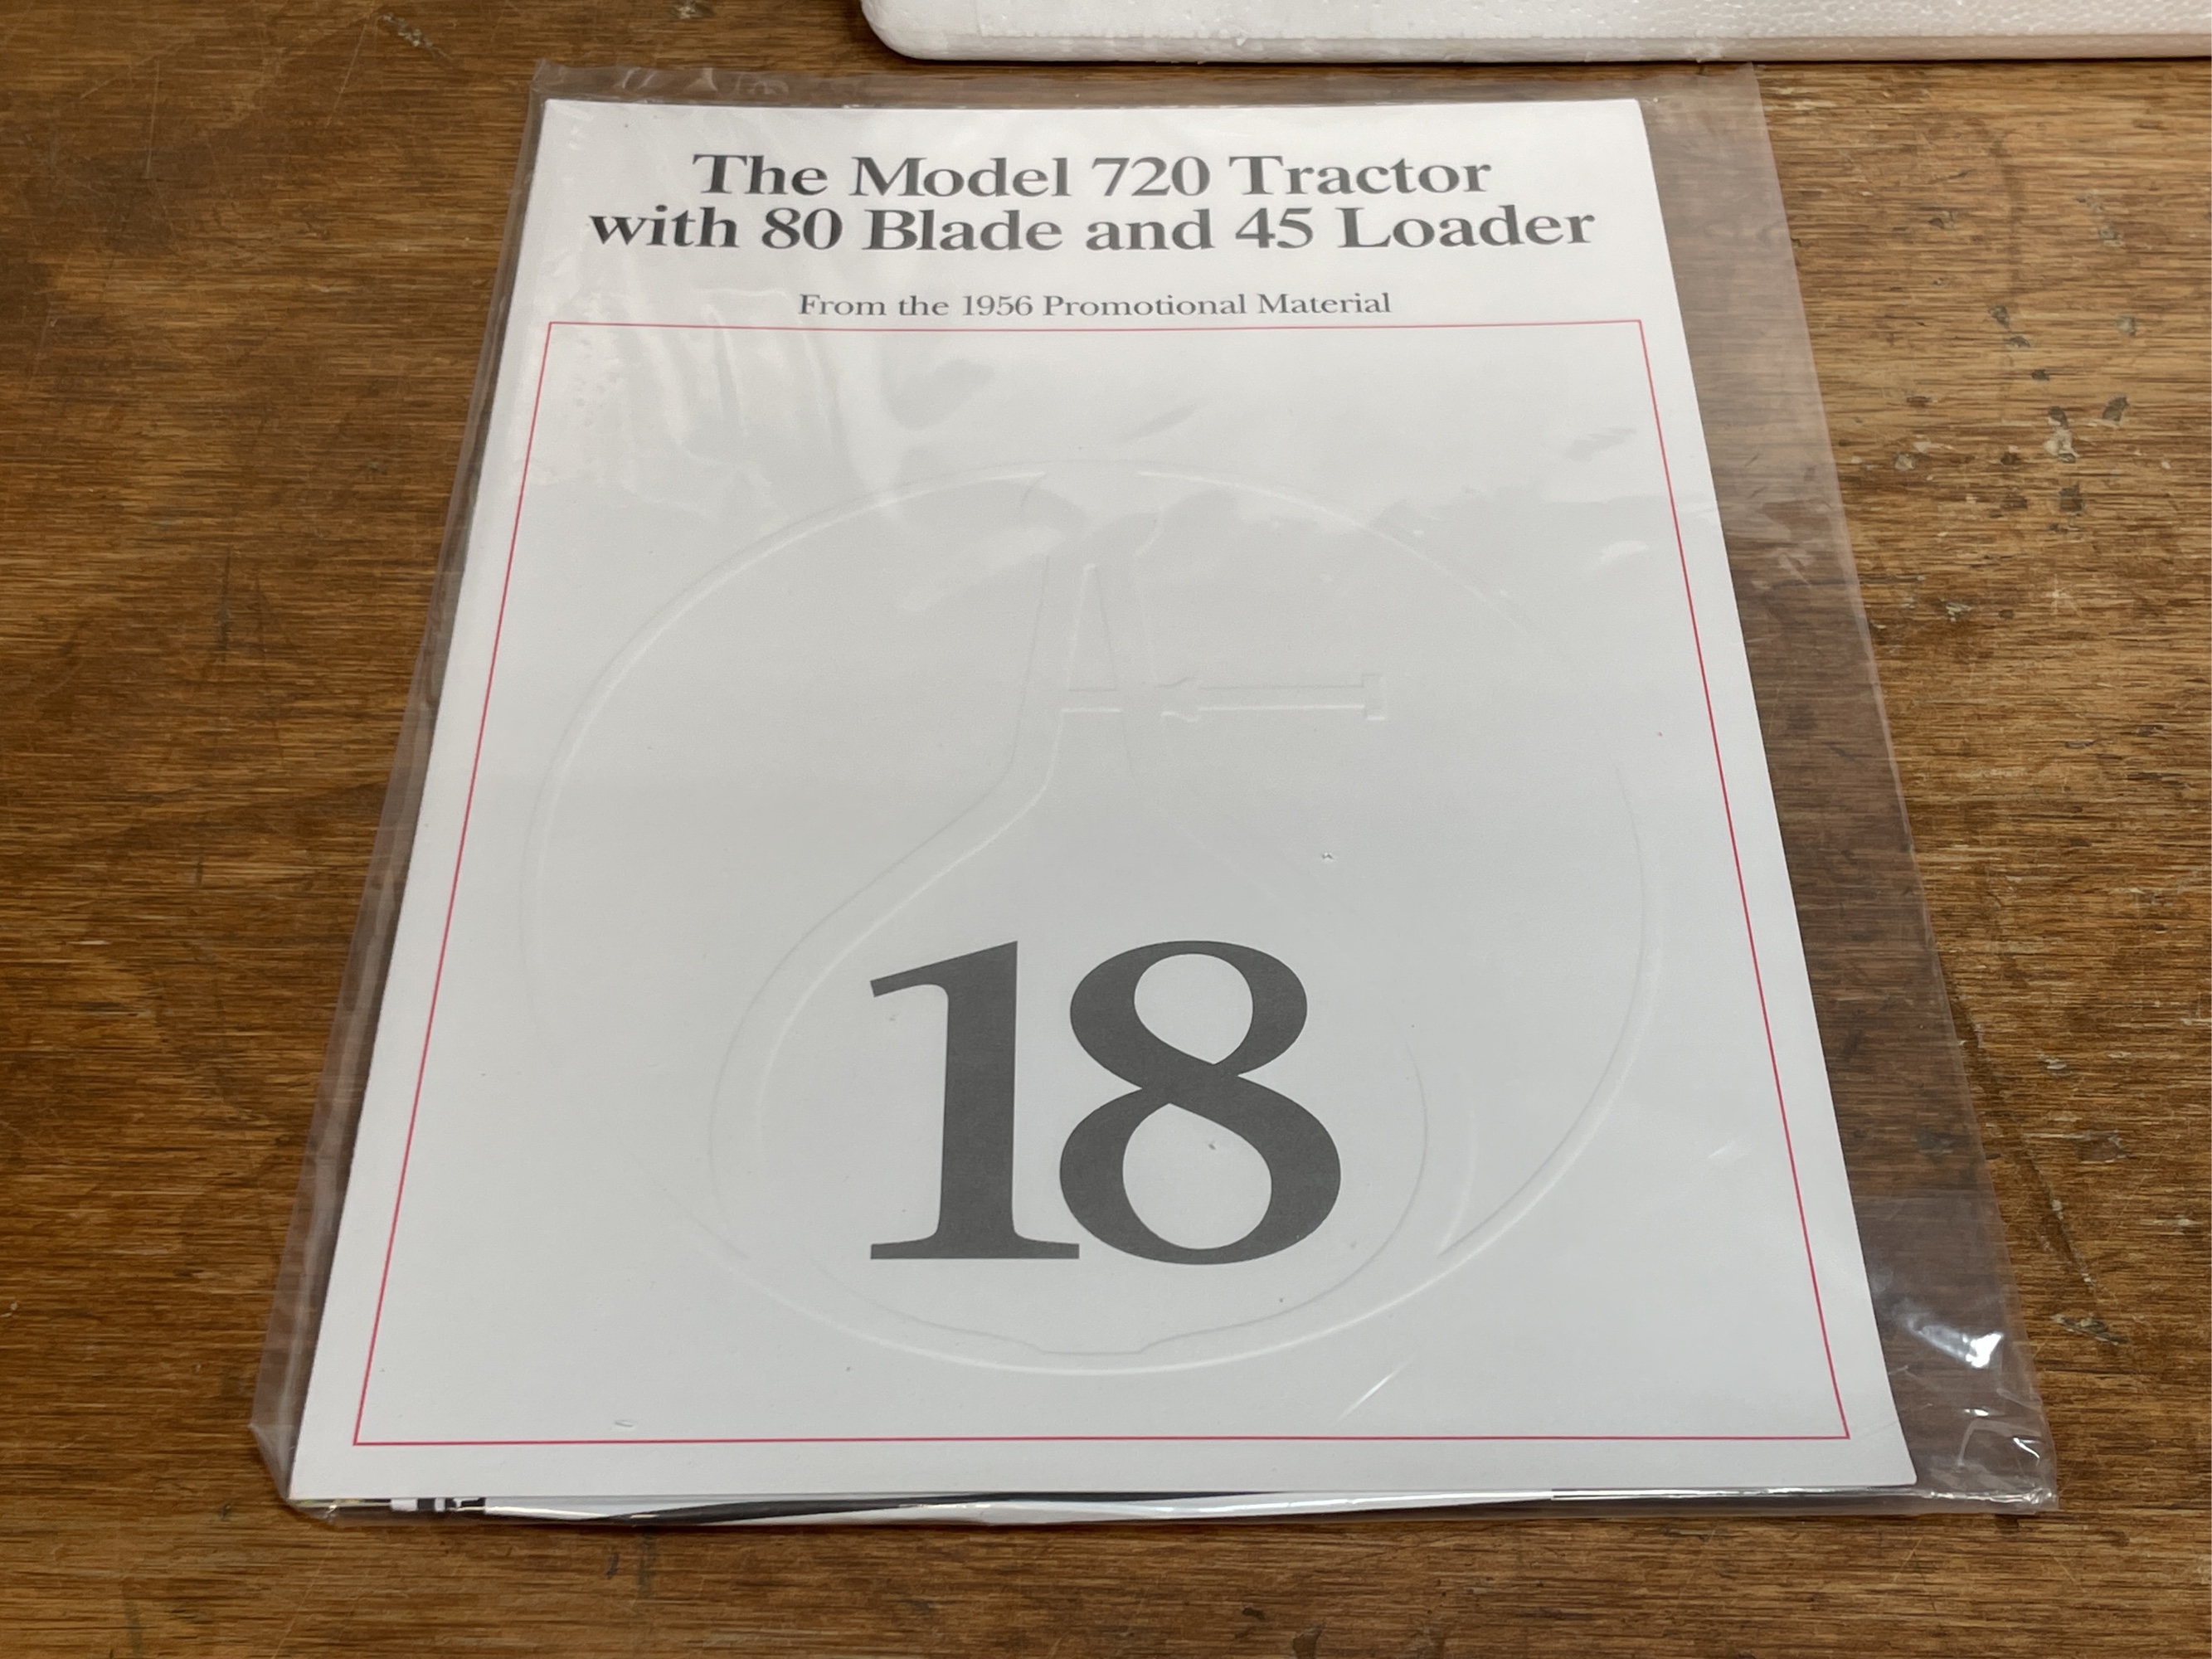 The Model 720 Tractor
with 80 Blade and 45 Loader
From the 1956 Promotional Material
18